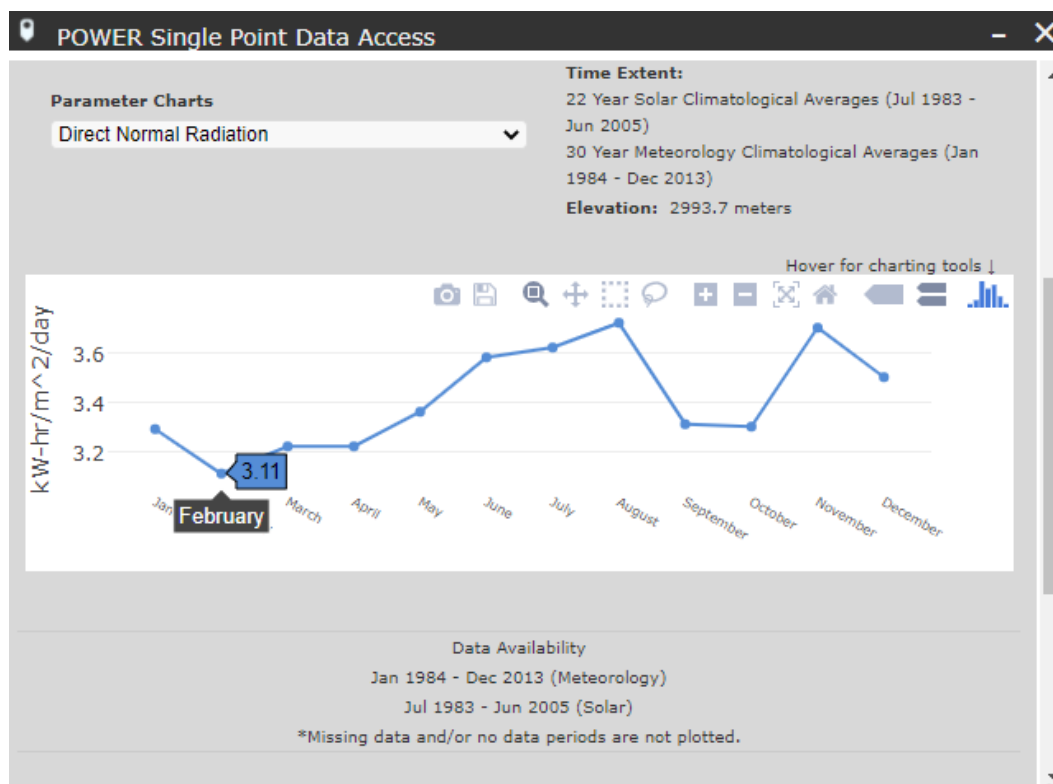 POWER Single Point Data Access
Parameter Charts
Direct Normal Radiation
Time Extent:
22 Year Solar Climatological Averages (Jul 1983 -
Jun 2005)
30 Year Meteorology Climatological Averages (Jan
1984 - Dec 2013)
Elevation: 2993.7 meters
Hover for charting tools ↓
kW-hr/m^2/day
3.6
3.4
3.2
3.11
February
March
April
May
June
July
August
September
October
November
December
Data Availability
Jan 1984 - Dec 2013 (Meteorology)
Jul 1983 - Jun 2005 (Solar)
*Missing data and/or no data periods are not plotted.